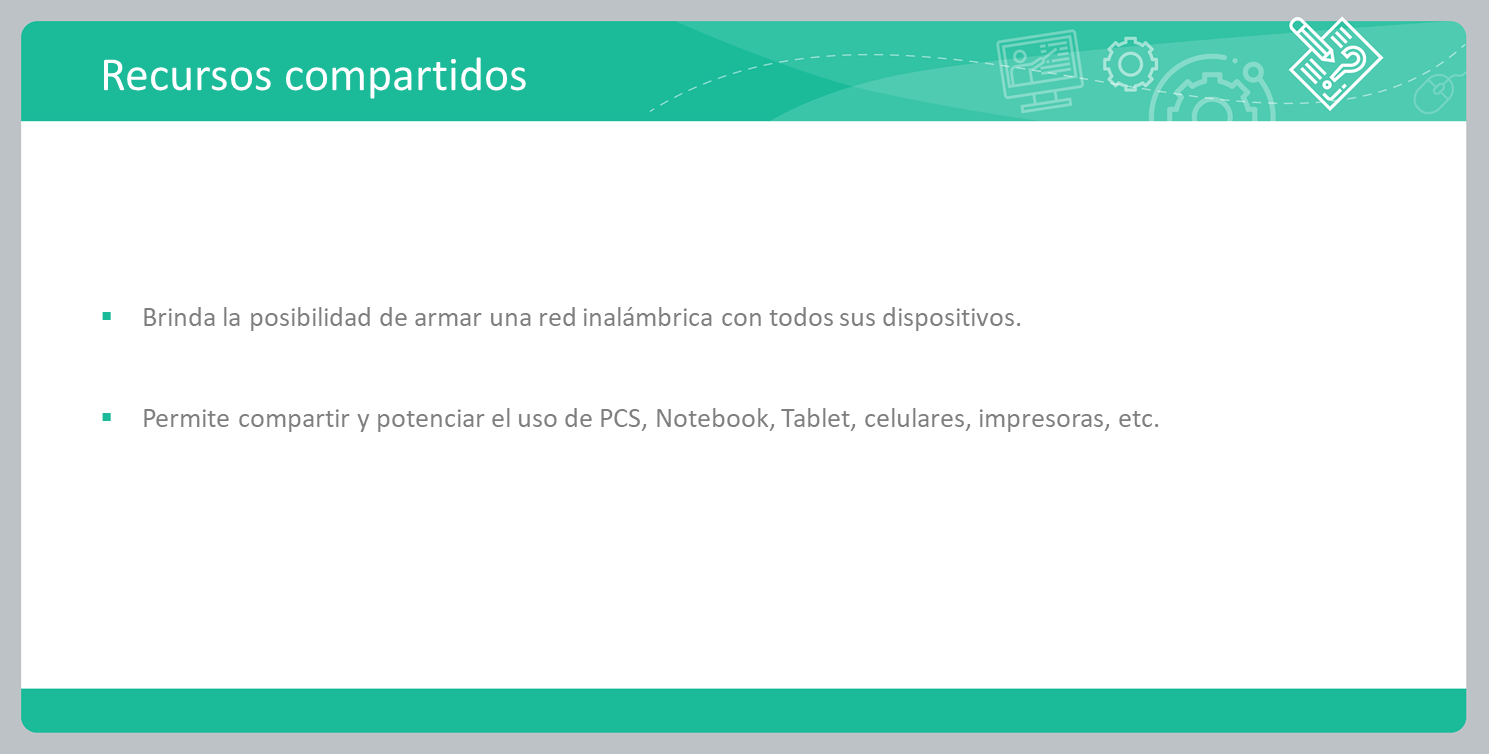 Recursos compartidos
Brinda la posibilidad de armar una red inalámbrica con todos sus dispositivos.
Permite compartir y potenciar el uso de PCS, Notebook, Tablet, celulares, impresoras, etc.